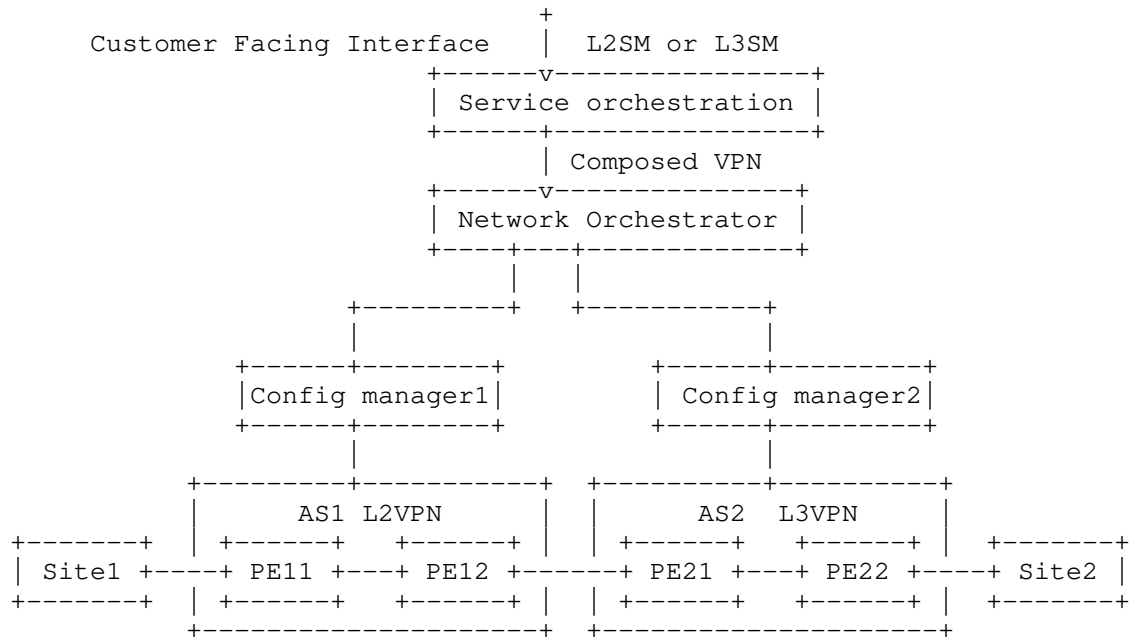 Customer Facing Interface L2SM or L3SM
Service orchestration
Composed VPN
Network Orchestrator
Config manager1 Config manager2
AS1 L2VPN AS2 L3VPN
Site1 PE11 PE12 PE21 PE22 Site2